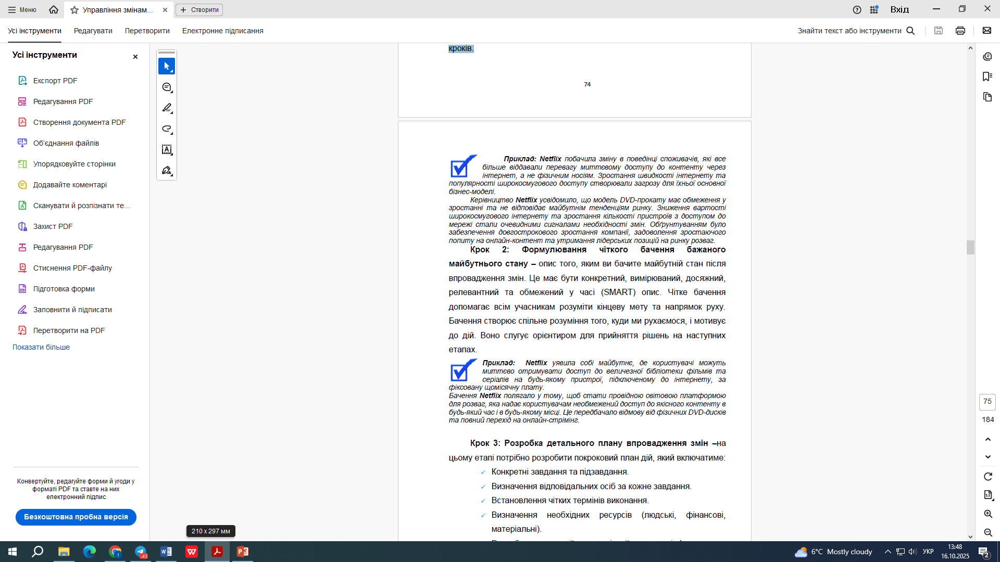 Меню
Управління змінам...
Створити
Вхід
Усі інструменти
Редагувати
Перетворити
Електронне підписання
Знайти текст або інструменти
Усі інструменти
Експорт PDF
Редагування PDF
Створення документа PDF
Об'єднання файлів
Упорядковуйте сторінки
Додавайте коментарі
Сканувати й розпізнати те...
Захист PDF
Редагування PDF
Стиснення PDF-файлу
Підготовка форми
Заповнити й підписати
Перетворити на PDF
Показати більше
Конвертуйте, редагуйте форми й угоди у
форматі PDF та ставте на них
електронний підпис
Безкоштовна пробна версія
210 x 297 мм
кроків.
74
Приклад: Netflix побачила зміну в поведінці споживачів, які все
більше віддавали перевагу миттєвому доступу до контенту через
інтернет, а не фізичним носіям. Зростання швидкості інтернету та
популярності широкосмугового доступу створювали загрозу для їхньої основної
бізнес-моделі.
Керівництво Netflix усвідомило, що модель DVD-прокату має обмеження у
зростанні та не відповідає майбутнім тенденціям ринку. Зниження вартості
широкосмугового інтернету та зростання кількості пристроїв з доступом до
мережі стали очевидними сигналами необхідності змін. Обґрунтуванням було
забезпечення довгострокового зростання компанії, задоволення зростаючого
попиту на онлайн-контент та утримання лідерських позицій на ринку розваг.
Крок 2: Формулювання чіткого бачення бажаного
майбутнього стану – опис того, яким ви бачите майбутній стан після
впровадження змін. Це має бути конкретний, вимірюваний, досяжний,
релевантний та обмежений у часі (SMART) опис. Чітке бачення
допомагає всім учасникам розуміти кінцеву мету та напрямок руху.
Бачення створює спільне розуміння того, куди ми рухаємося, і мотивує
до дій. Воно слугує орієнтиром для прийняття рішень на наступних
етапах.
Приклад: Netflix уявила собі майбутнє, де користувачі можуть
миттєво отримувати доступ до величезної бібліотеки фільмів та
серіалів на будь-якому пристрої, підключеному до інтернету, за
фіксовану щомісячну плату.
Бачення Netflix полягало у тому, щоб стати провідною світовою платформою
для розваг, яка надає користувачам необмежений доступ до якісного контенту в
будь-який час і в будь-якому місці. Це передбачало відмову від фізичних DVD-дисків
та повний перехід на онлайн-стрімінг.
Крок 3: Розробка детального плану впровадження змін –на
цьому етапі потрібно розробити покроковий план дій, який включатиме:
✓ Конкретні завдання та підзавдання.
✓ Визначення відповідальних осіб за кожне завдання.
✓ Встановлення чітких термінів виконання.
✓ Визначення необхідних ресурсів (людські, фінансові,
матеріальні).
75
184
6°C Mostly cloudy
УКР
13:48
16.10.2025
2